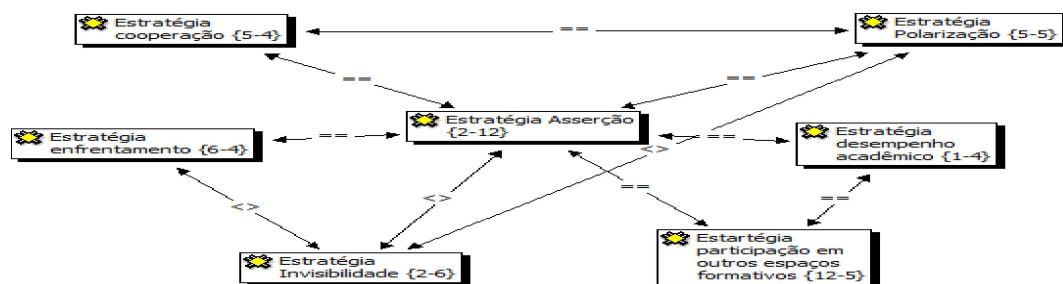 Estratégia
cooperação {5-4}
==
Estratégia
Polarização {5-5}
==
==
Estratégia Asserção
{2-12}
Estratégia
enfrentamento {6-4}
==
==
Estratégia
desempenho
acadêmico {1-4}
<>
<>
<>
==
==
Estratégia
Invisibilidade {2-6}
Estartégia
participação em
outros espaços
formativos {12-5}